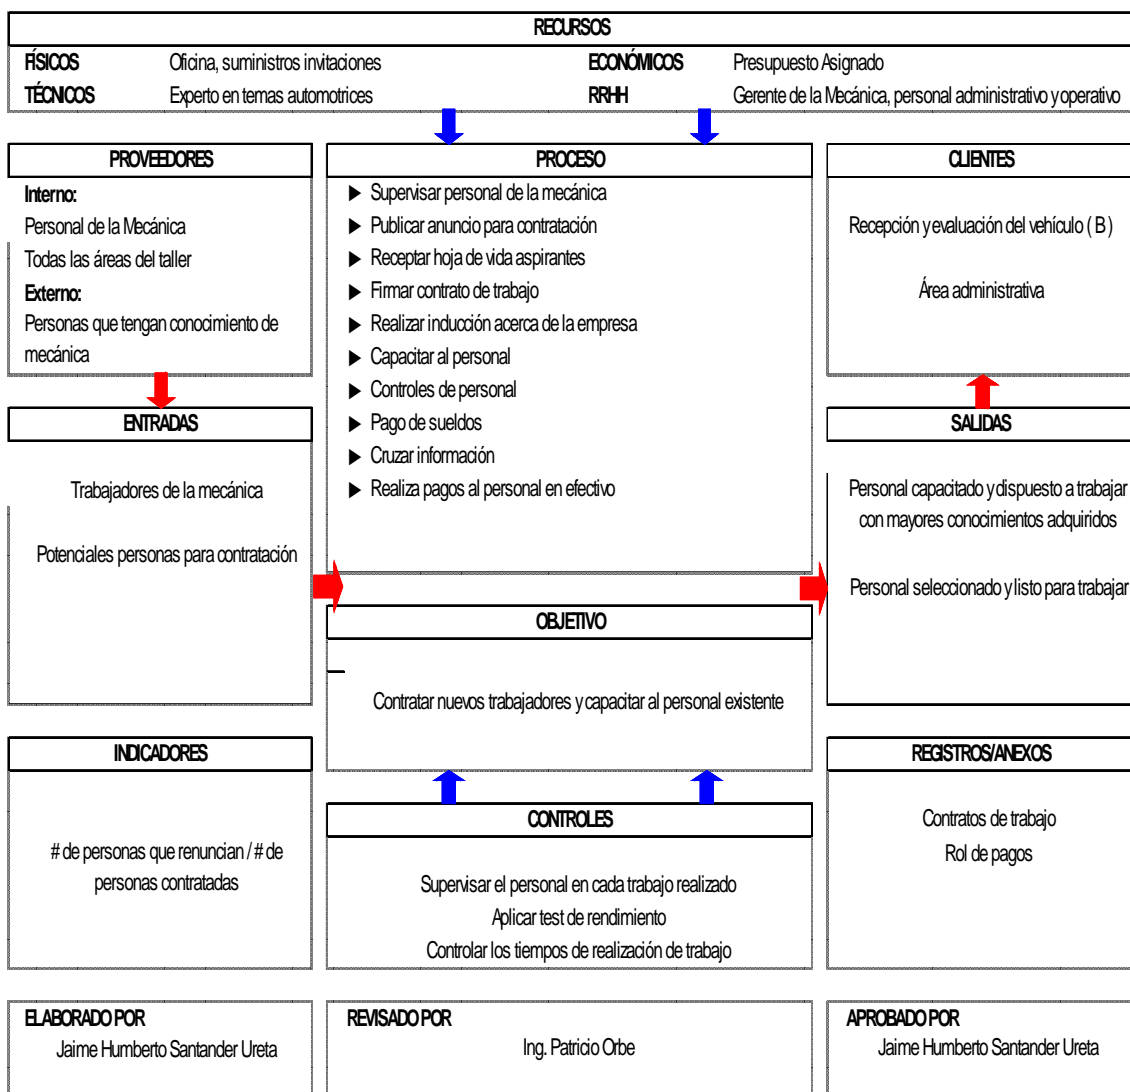 RECURSOS
FÍSICOS Oficina, suministros invitaciones ECONÓMICOS Presupuesto Asignado
TÉCNICOS Experto en temas automotrices RRHH Gerente de la Mecánica, personal administrativo y operativo
PROVEEDORES
Interno:
Personal de la Mecánica
Todas las áreas del taller
Externo:
Personas que tengan conocimiento de
mecánica
PROCESO
▶ Supervisar personal de la mecánica
▶ Publicar anuncio para contratación
▶ Receptar hoja de vida aspirantes
▶ Firmar contrato de trabajo
▶ Realizar inducción acerca de la empresa
▶ Capacitar al personal
▶ Controles de personal
▶ Pago de sueldos
▶ Cruzar información
▶ Realiza pagos al personal en efectivo
CLIENTES
Recepción y evaluación del vehículo ( B )
Área administrativa
ENTRADAS
Trabajadores de la mecánica
Potenciales personas para contratación
SALIDAS
Personal capacitado y dispuesto a trabajar
con mayores conocimientos adquiridos
Personal seleccionado y listo para trabajar
OBJETIVO
Contratar nuevos trabajadores y capacitar al personal existente
INDICADORES
# de personas que renuncian / # de
personas contratadas
CONTROLES
Supervisar el personal en cada trabajo realizado
Aplicar test de rendimiento
Controlar los tiempos de realización de trabajo
REGISTROS/ANEXOS
Contratos de trabajo
Rol de pagos
ELABORADO POR
Jaime Humberto Santander Ureta
REVISADO POR
Ing. Patricio Orbe
APROBADO POR
Jaime Humberto Santander Ureta